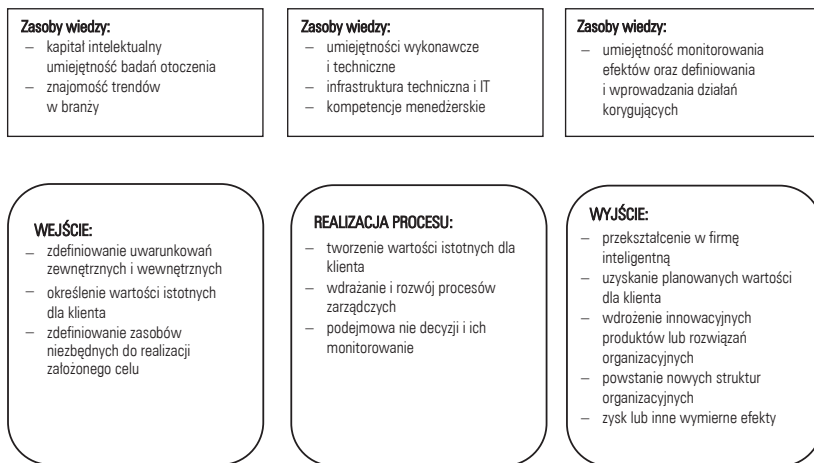 Zasoby wiedzy:
– kapitał intelektualny
umiejętność badań otoczenia
– znajomość trendów
w branży
Zasoby wiedzy:
– umiejętności wykonawcze
i techniczne
– infrastruktura techniczna i IT
– kompetencje menedżerskie
Zasoby wiedzy:
– umiejętność monitorowania
efektów oraz definiowania
i wprowadzania działań
korygujących
WEJŚCIE:
– zdefiniowanie uwarunkowań
zewnętrznych i wewnętrznych
– określenie wartości istotnych
dla klienta
– zdefiniowanie zasobów
niezbędnych do realizacji
założonego celu
REALIZACJA PROCESU:
– tworzenie wartości istotnych dla
klienta
– wdrażanie i rozwój procesów
zarządczych
– podejmowa nie decyzji i ich
monitorowanie
WYJŚCIE:
– przekształcenie w firmę
inteligentną
– uzyskanie planowanych wartości
dla klienta
– wdrożenie innowacyjnych
produktów lub rozwiązań
organizacyjnych
– powstanie nowych struktur
organizacyjnych
– zysk lub inne wymierne efekty